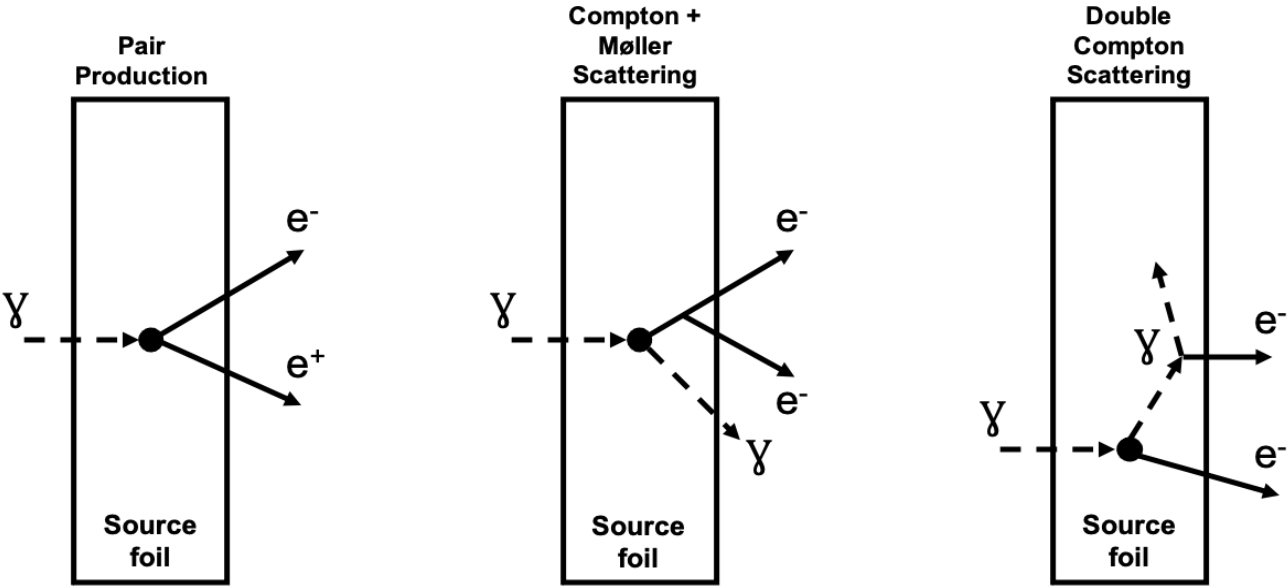 Pair
Production
Compton +
Møller
Scattering
Double
Compton
Scattering
e-
ɣ
e+
Source
foil
e-
ɣ
e-
ɣ
Source
foil
e-
ɣ
ɣ
e-
Source
foil